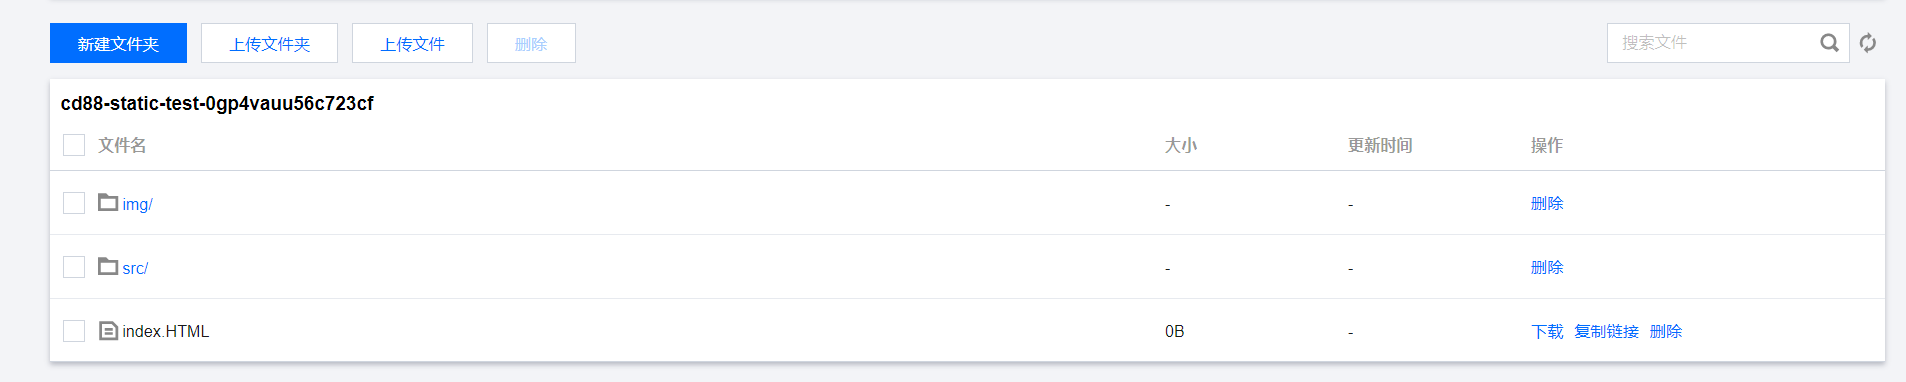 新建文件夹 上传文件夹 上传文件 删除 搜索文件
cd88-static-test-0gp4vauu56c723cf
文件名 大小 更新时间 操作
img/ - - 删除
src/ - - 删除
index.HTML 0B - 下载 复制链接 删除